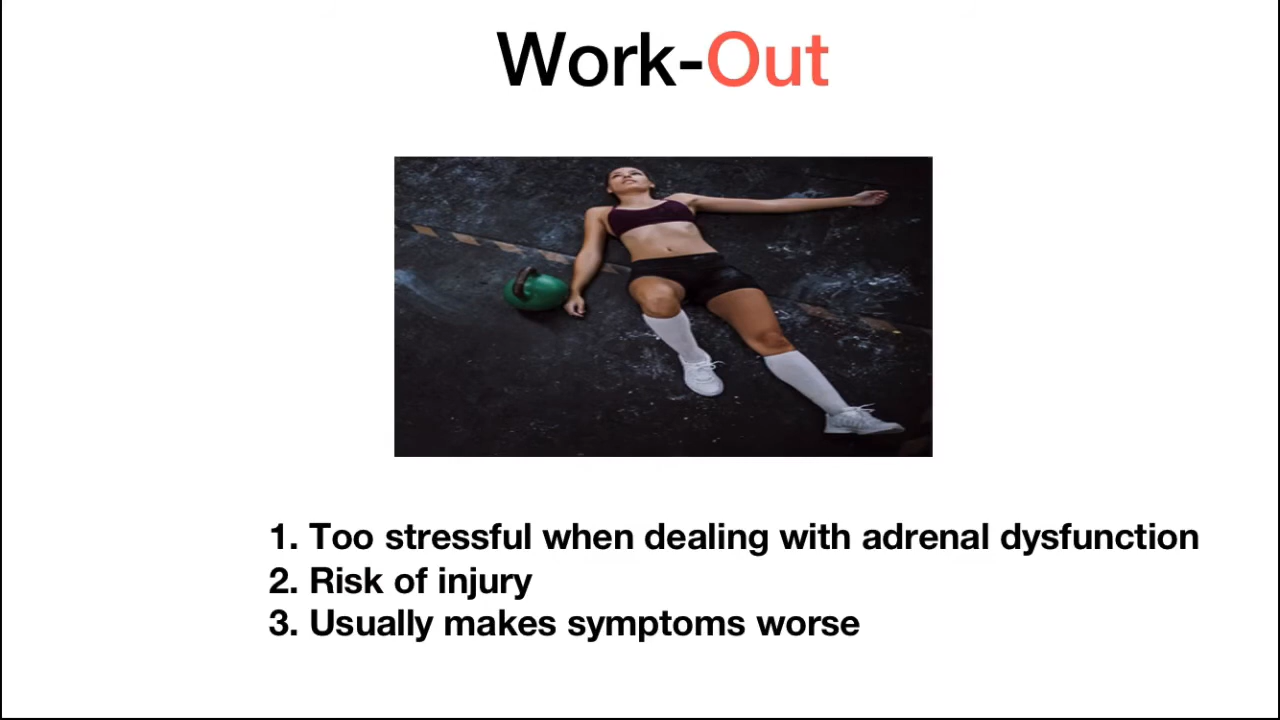 Work-Out
1. Too stressful when dealing with adrenal dysfunction
2. Risk of injury
3. Usually makes symptoms worse